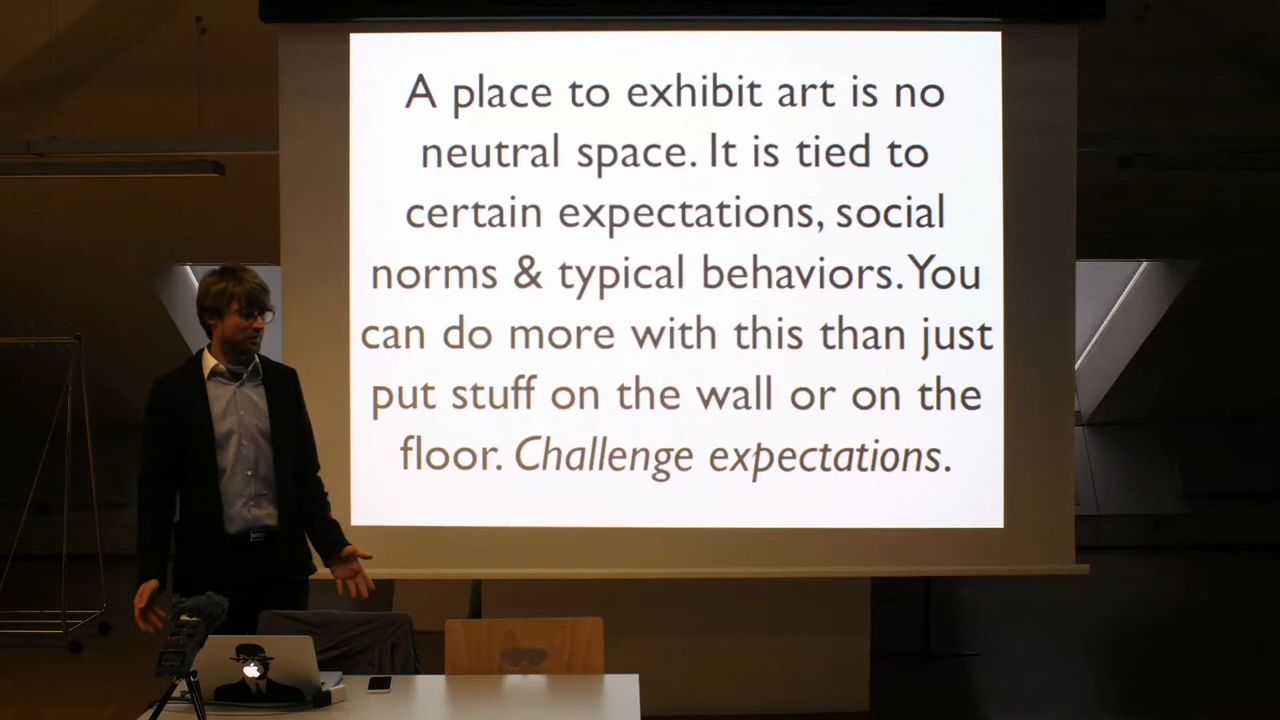 A place to exhibit art is no
neutral space. It is tied to
certain expectations, social
norms & typical behaviors. You
can do more with this than just
put stuff on the wall or on the
floor. Challenge expectations.